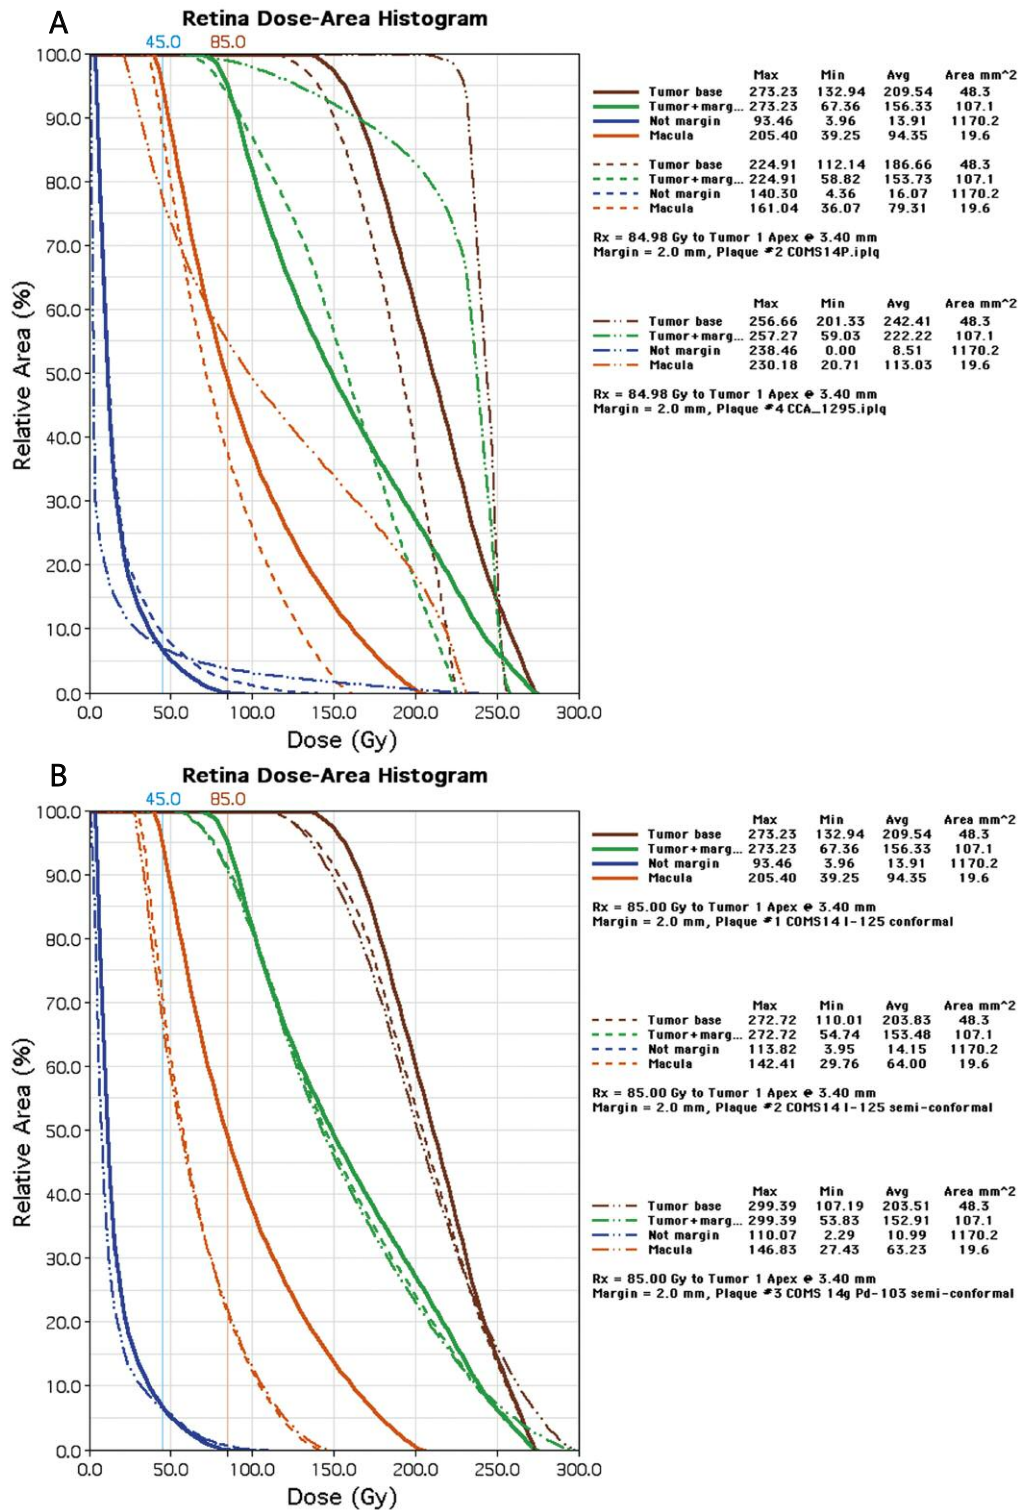 A
Retina Dose-Area Histogram
45.0 85.0
100.0
90.0
80.0
70.0
60.0
50.0
40.0
30.0
20.0
10.0
0.0
Relative Area (%)
0.0 50.0 100.0 150.0 200.0 250.0 300.0
Dose (Gy)
Max Min Avg Area mm^2
Tumor base 273.23 132.94 209.54 48.3
Tumor+marg... 273.23 67.36 156.33 107.1
Not margin 93.46 3.96 13.91 1170.2
Macula 205.40 39.25 94.35 19.6
Tumor base 224.91 112.14 186.66 48.3
Tumor+marg... 224.91 58.82 153.73 107.1
Not margin 140.30 4.36 16.07 1170.2
Macula 161.04 36.07 79.31 19.6
Rx = 84.98 Gy to Tumor 1 Apex @ 3.40 mm
Margin = 2.0 mm, Plaque #2 COMS14P.iplq
Max Min Avg Area mm^2
Tumor base 256.66 201.33 242.41 48.3
Tumor+marg... 257.27 59.03 222.22 107.1
Not margin 238.46 0.00 8.51 1170.2
Macula 230.18 20.71 113.03 19.6
Rx = 84.98 Gy to Tumor 1 Apex @ 3.40 mm
Margin = 2.0 mm, Plaque #4 CCA_1295.iplq
B
Retina Dose-Area Histogram
45.0 85.0
100.0
90.0
80.0
70.0
60.0
50.0
40.0
30.0
20.0
10.0
0.0
Relative Area (%)
0.0 50.0 100.0 150.0 200.0 250.0 300.0
Dose (Gy)
Max Min Avg Area mm^2
Tumor base 273.23 132.94 209.54 48.3
Tumor+marg... 273.23 67.36 156.33 107.1
Not margin 93.46 3.96 13.91 1170.2
Macula 205.40 39.25 94.35 19.6
Rx = 85.00 Gy to Tumor 1 Apex @ 3.40 mm
Margin = 2.0 mm, Plaque #1 COMS14 I-125 conformal
Max Min Avg Area mm^2
Tumor base 272.72 110.01 203.83 48.3
Tumor+marg... 272.72 54.74 153.48 107.1
Not margin 113.82 3.95 14.15 1170.2
Macula 142.41 29.76 64.00 19.6
Rx = 85.00 Gy to Tumor 1 Apex @ 3.40 mm
Margin = 2.0 mm, Plaque #2 COMS14 I-125 semi-conformal
Max Min Avg Area mm^2
Tumor base 299.39 107.19 203.51 48.3
Tumor+marg... 299.39 53.83 152.91 107.1
Not margin 110.07 2.29 10.99 1170.2
Macula 146.83 27.43 63.23 19.6
Rx = 85.00 Gy to Tumor 1 Apex @ 3.40 mm
Margin = 2.0 mm, Plaque #3 COMS 14g Pd-103 semi-conformal